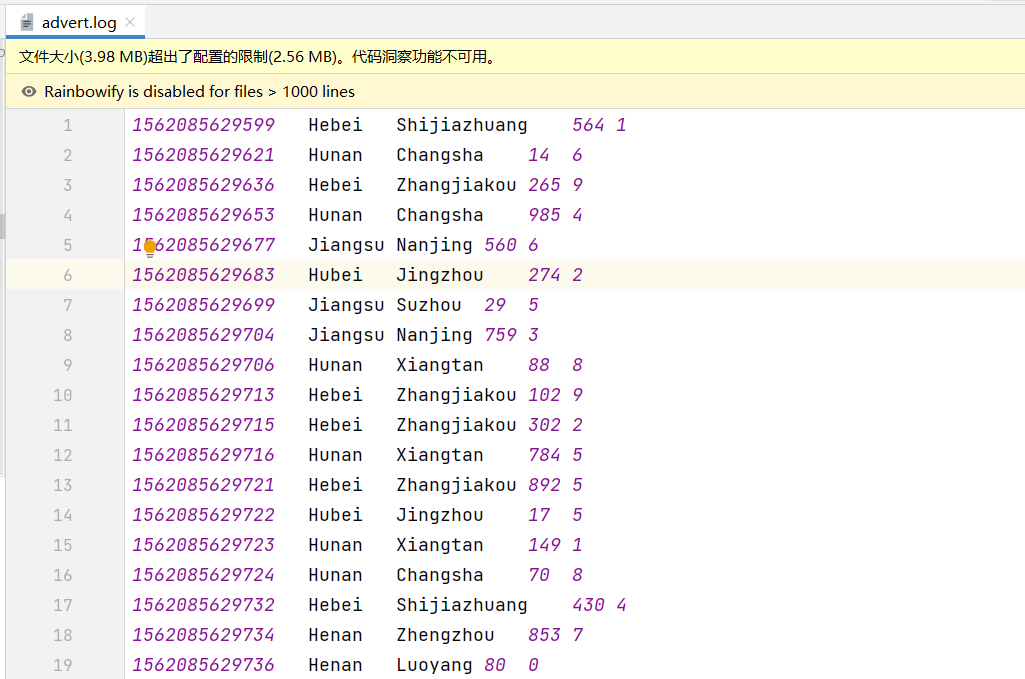 advert.log
文件大小(3.98 MB)超出了配置的限制(2.56 MB)。代码洞察功能不可用。
Rainbowify is disabled for files > 1000 lines
1 1562085629599 Hebei Shijiazhuang 564 1
2 1562085629621 Hunan Changsha 14 6
3 1562085629636 Hebei Zhangjiakou 265 9
4 1562085629653 Hunan Changsha 985 4
5 1562085629677 Jiangsu Nanjing 560 6
6 1562085629683 Hubei Jingzhou 274 2
7 1562085629699 Jiangsu Suzhou 29 5
8 1562085629704 Jiangsu Nanjing 759 3
9 1562085629706 Hunan Xiangtan 88 8
10 1562085629713 Hebei Zhangjiakou 102 9
11 1562085629715 Hebei Zhangjiakou 302 2
12 1562085629716 Hunan Xiangtan 784 5
13 1562085629721 Hebei Zhangjiakou 892 5
14 1562085629722 Hubei Jingzhou 17 5
15 1562085629723 Hunan Xiangtan 149 1
16 1562085629724 Hunan Changsha 70 8
17 1562085629732 Hebei Shijiazhuang 430 4
18 1562085629734 Henan Zhengzhou 853 7
19 1562085629736 Henan Luoyang 80 0